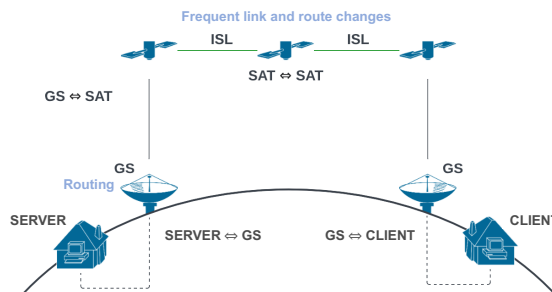 Frequent link and route changes
ISL ISL
SAT ⇔ SAT
GS ⇔ SAT
GS GS
Routing
SERVER CLIENT
SERVER ⇔ GS GS ⇔ CLIENT